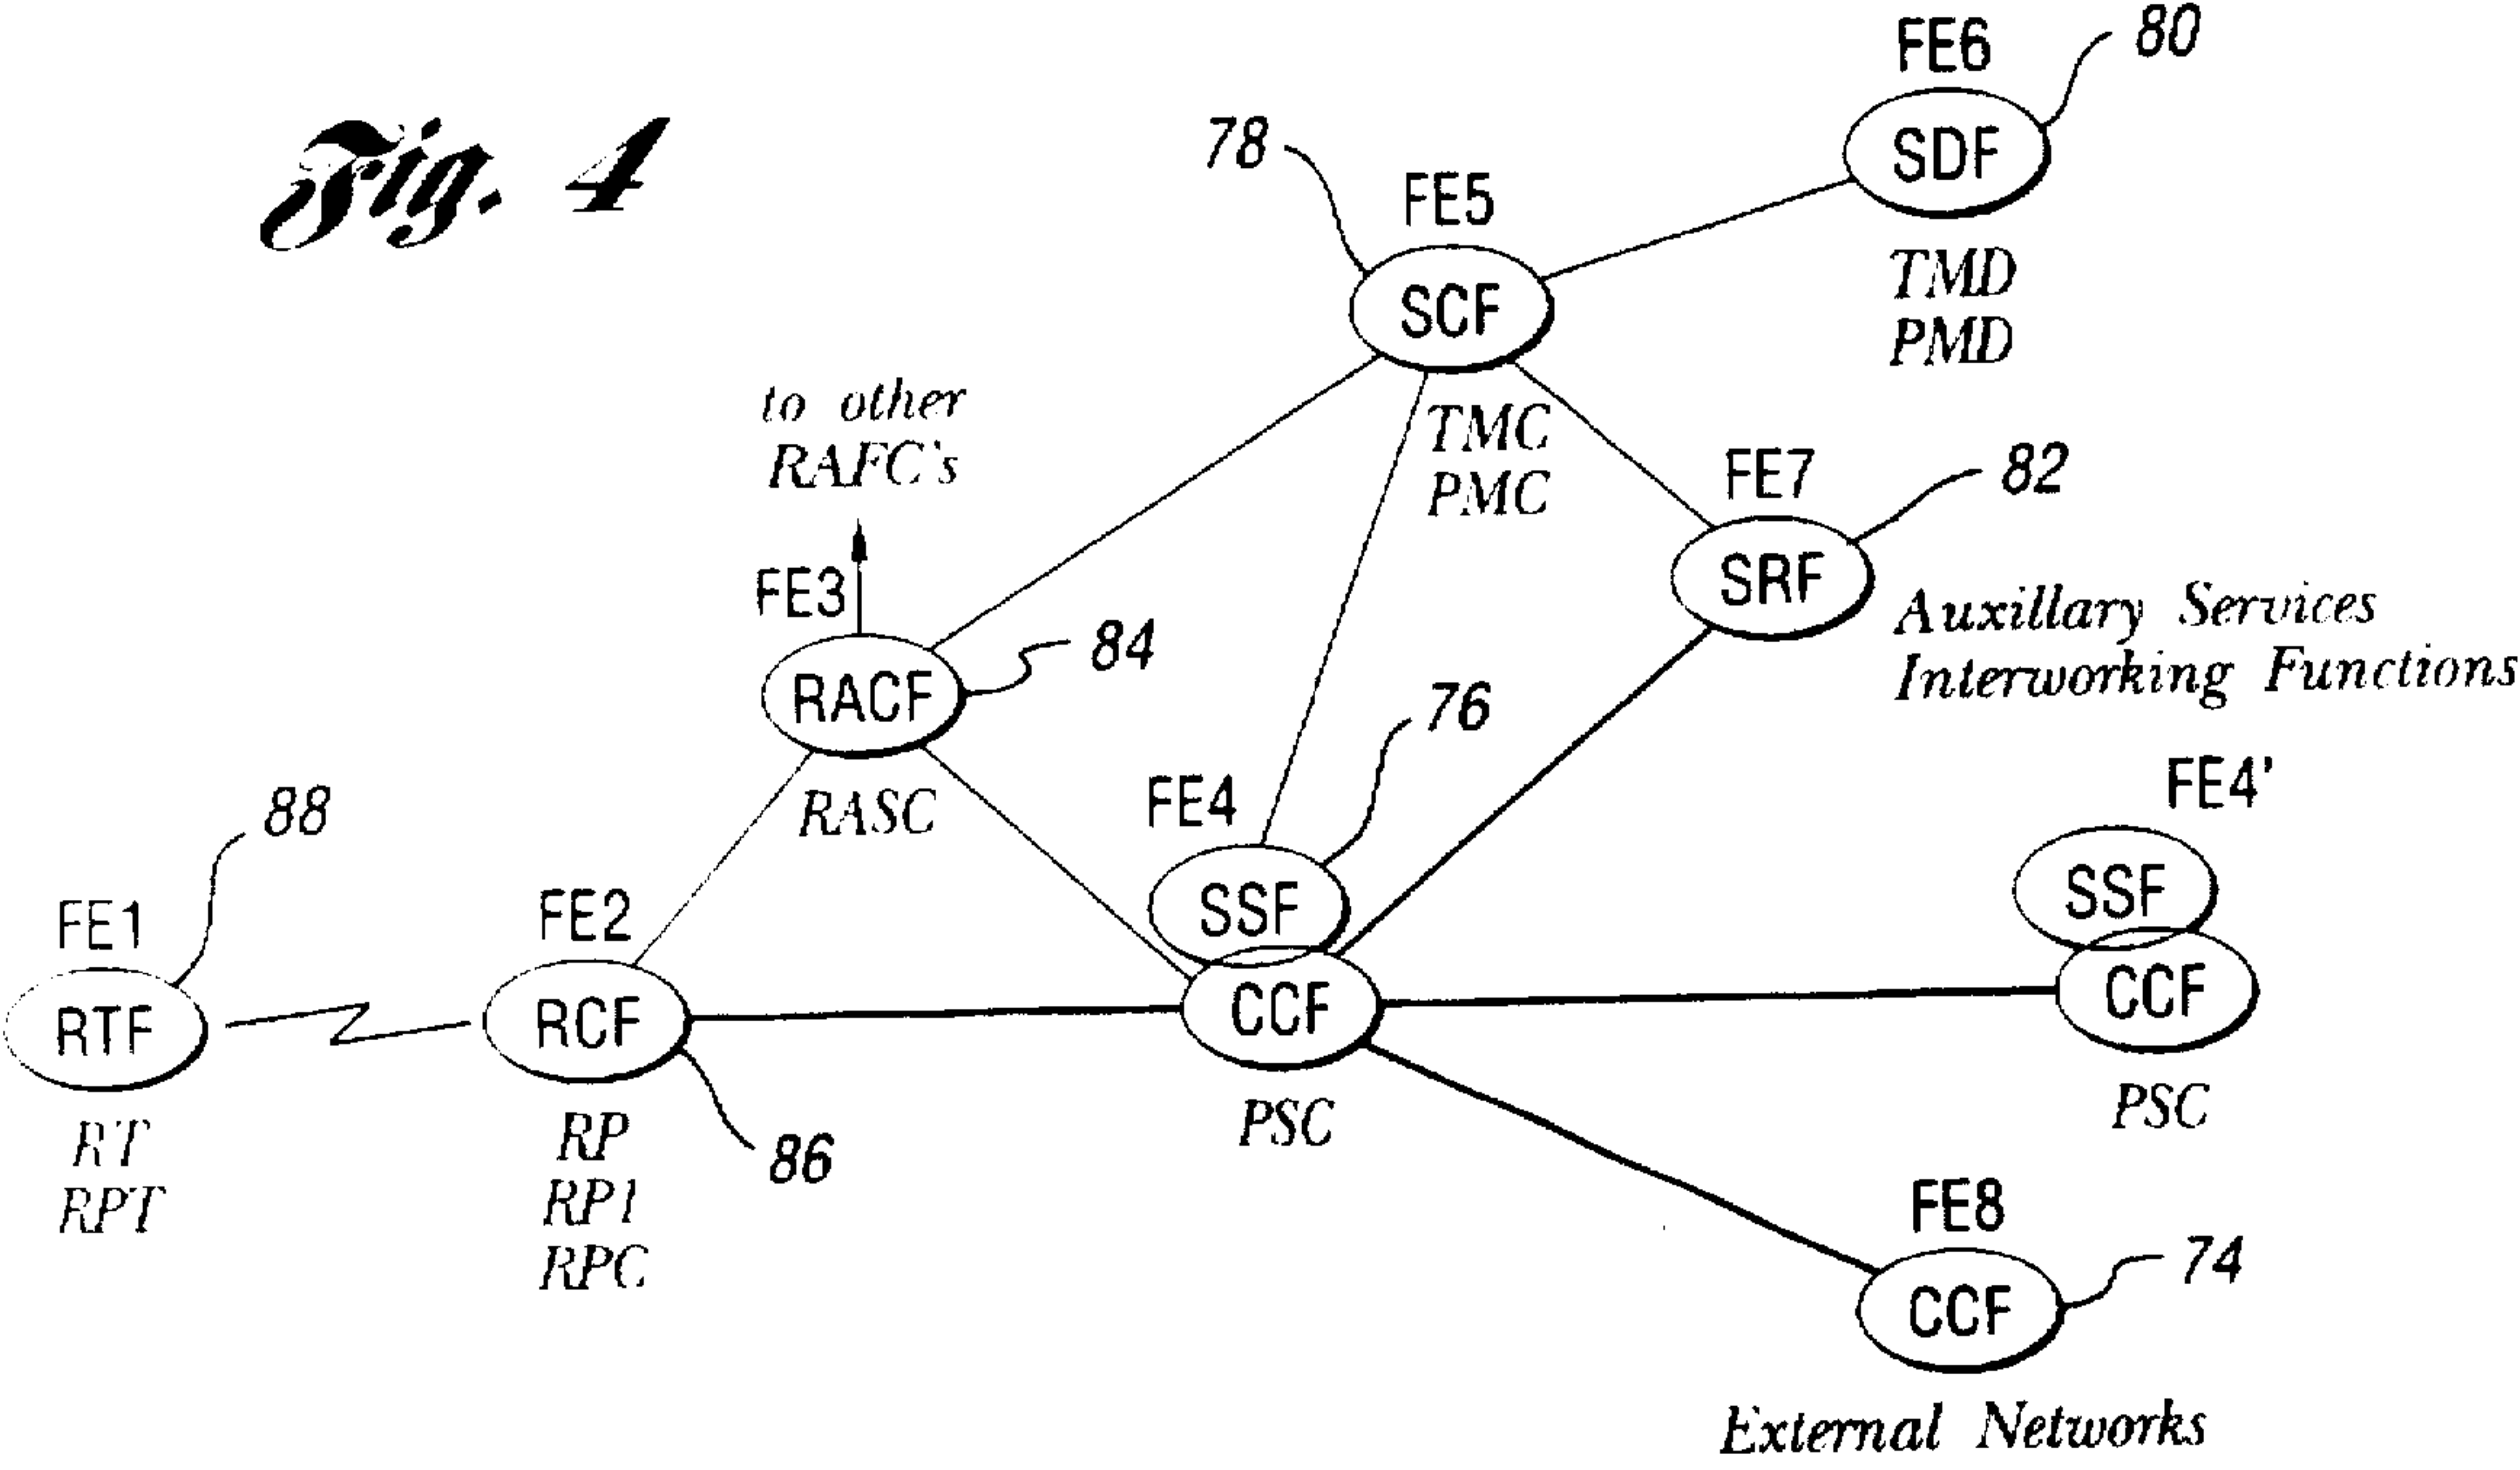 Fig. 4
FE6
80
SDF
TMD
PMD
78
FE5
SCF
TMC
PMC
to other
RAFC's
FE3
RACF
84
RASC
FE7
82
SRF
Auxillary Services
Interworking Functions
76
FE4
SSF
CCF
PSC
FE4'
SSF
CCF
PSC
88
FE1
RTF
RT
RPT
FE2
RCF
86
RP
RPI
RPC
FE8
74
CCF
External Networks